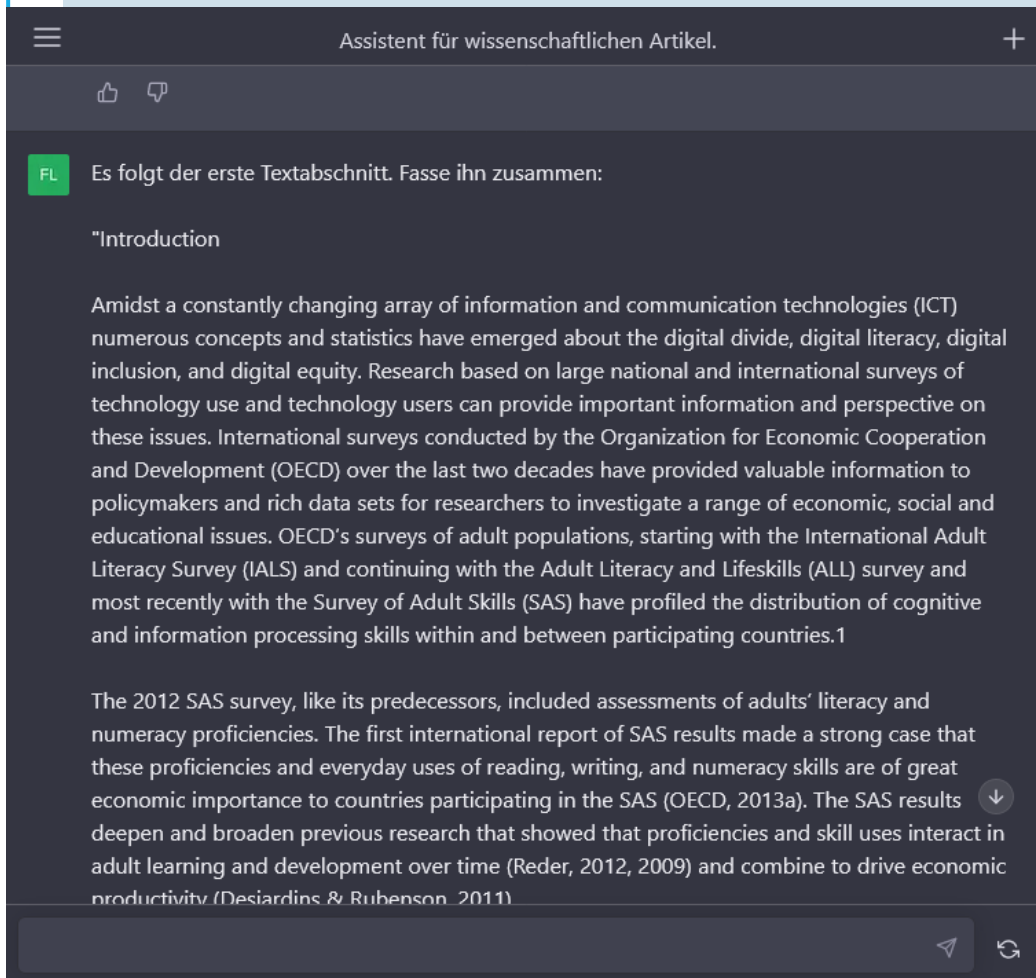 Assistent für wissenschaftlichen Artikel.
FL
Es folgt der erste Textabschnitt. Fasse ihn zusammen:
"Introduction
Amidst a constantly changing array of information and communication technologies (ICT)
numerous concepts and statistics have emerged about the digital divide, digital literacy, digital
inclusion, and digital equity. Research based on large national and international surveys of
technology use and technology users can provide important information and perspective on
these issues. International surveys conducted by the Organization for Economic Cooperation
and Development (OECD) over the last two decades have provided valuable information to
policymakers and rich data sets for researchers to investigate a range of economic, social and
educational issues. OECD's surveys of adult populations, starting with the International Adult
Literacy Survey (IALS) and continuing with the Adult Literacy and Lifeskills (ALL) survey and
most recently with the Survey of Adult Skills (SAS) have profiled the distribution of cognitive
and information processing skills within and between participating countries.1
The 2012 SAS survey, like its predecessors, included assessments of adults' literacy and
numeracy proficiencies. The first international report of SAS results made a strong case that
these proficiencies and everyday uses of reading, writing, and numeracy skills are of great
economic importance to countries participating in the SAS (OECD, 2013a). The SAS results
deepen and broaden previous research that showed that proficiencies and skill uses interact in
adult learning and development over time (Reder, 2012, 2009) and combine to drive economic
productivity (Desjardins & Rubenson, 2011)